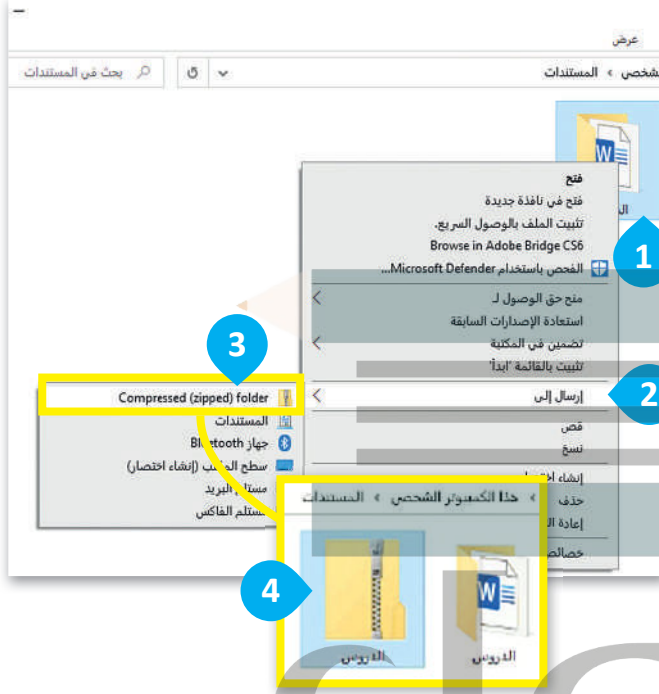 عرض
المستندات
بحث في المستندات
فتح
فتح في نافذة جديدة
تثبيت الملف بالوصول السريع.
Browse in Adobe Bridge CS6
الفحص باستخدام Microsoft Defender...
منح حق الوصول لـ
استعادة الإصدارات السابقة
تضمين في المكتبة
تثبيت بالقائمة "ابدأ"
إرسال إلى
قص
نسخ
إنشاء
حذف
إعادة
1
2
3
Compressed (zipped) folder
المستندات
جهاز Bluetooth
سطح المكتب (إنشاء اختصار)
مستلم البريد
مستلم الفاكس
هذا الكمبيوتر الشخصي › المستندات
4
الدروس
الدروس